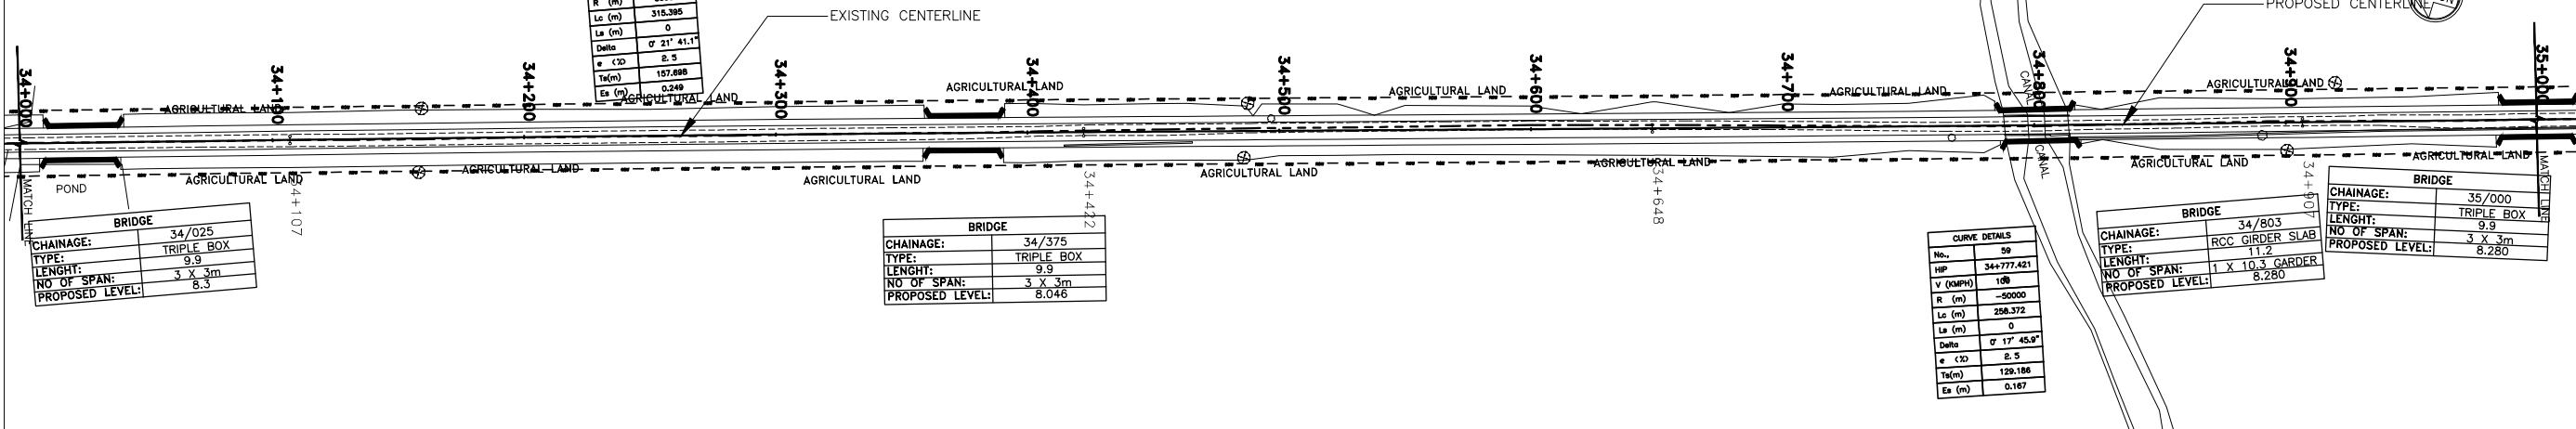 R (m)
Lc (m) 315.395
Ls (m) 0
Delta 0° 21' 41.1"
e (%) 2.5
Ts(m) 157.698
Es (m) 0.249
EXISTING CENTERLINE
PROPOSED CENTERLINE
34+000
34+100
34+200
34+300
34+400
34+500
34+600
34+700
34+800
34+900
35+000
AGRICULTURAL LAND
AGRICULTURAL LAND
AGRICULTURAL LAND
AGRICULTURAL LAND
AGRICULTURAL LAND
AGRICULTURAL LAND
CANAL
CANAL
AGRICULTURAL LAND
AGRICULTURAL LAND
AGRICULTURAL LAND
AGRICULTURAL LAND
AGRICULTURAL LAND
AGRICULTURAL LAND
AGRICULTURAL LAND
POND
MATCH LINE
34+107
34+422
34+648
34+907
MATCH LINE
BRIDGE
CHAINAGE: 34/025
TYPE: TRIPLE BOX
LENGHT: 9.9
NO OF SPAN: 3 X 3m
PROPOSED LEVEL: 8.3
BRIDGE
CHAINAGE: 34/375
TYPE: TRIPLE BOX
LENGHT: 9.9
NO OF SPAN: 3 X 3m
PROPOSED LEVEL: 8.046
CURVE DETAILS
No., 59
HIP 34+777.421
V (KMPH) 100
R (m) -50000
Lc (m) 258.372
Ls (m) 0
Delta 0° 17' 45.9"
e (%) 2.5
Ts(m) 129.186
Es (m) 0.167
BRIDGE
CHAINAGE: 34/803
TYPE: RCC GIRDER SLAB
LENGHT: 11.2
NO OF SPAN: 1 X 10.3 GARDER
PROPOSED LEVEL: 8.280
BRIDGE
CHAINAGE: 35/000
TYPE: TRIPLE BOX
LENGHT: 9.9
NO OF SPAN: 3 X 3m
PROPOSED LEVEL: 8.280